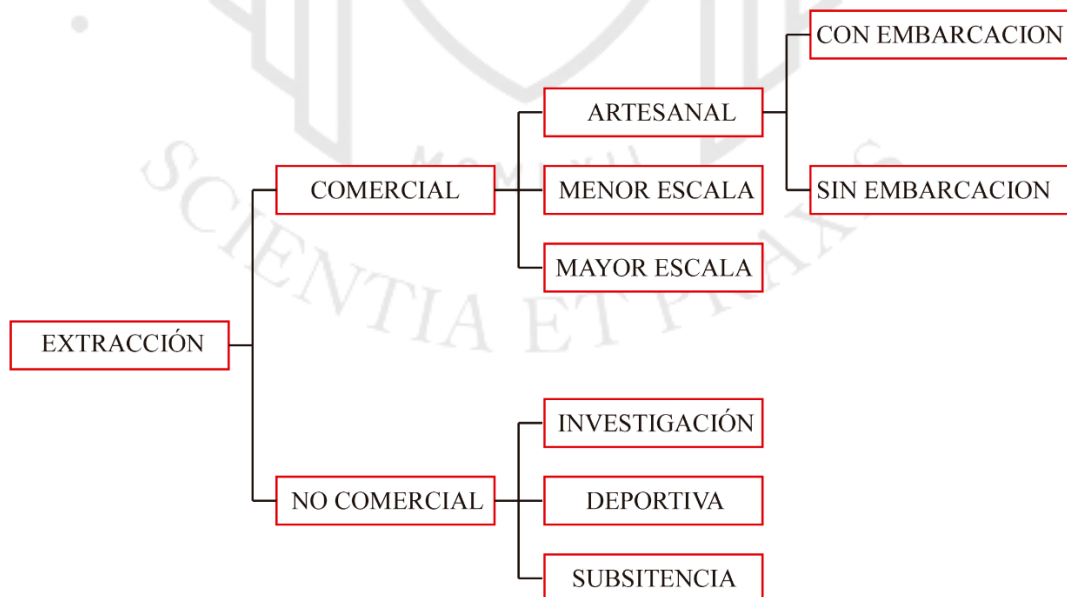 CON EMBARCACION
ARTESANAL
COMERCIAL
MENOR ESCALA
SIN EMBARCACION
MAYOR ESCALA
EXTRACCIÓN
INVESTIGACIÓN
NO COMERCIAL
DEPORTIVA
SUBSITENCIA
SCIENTIA ET PRAXIS